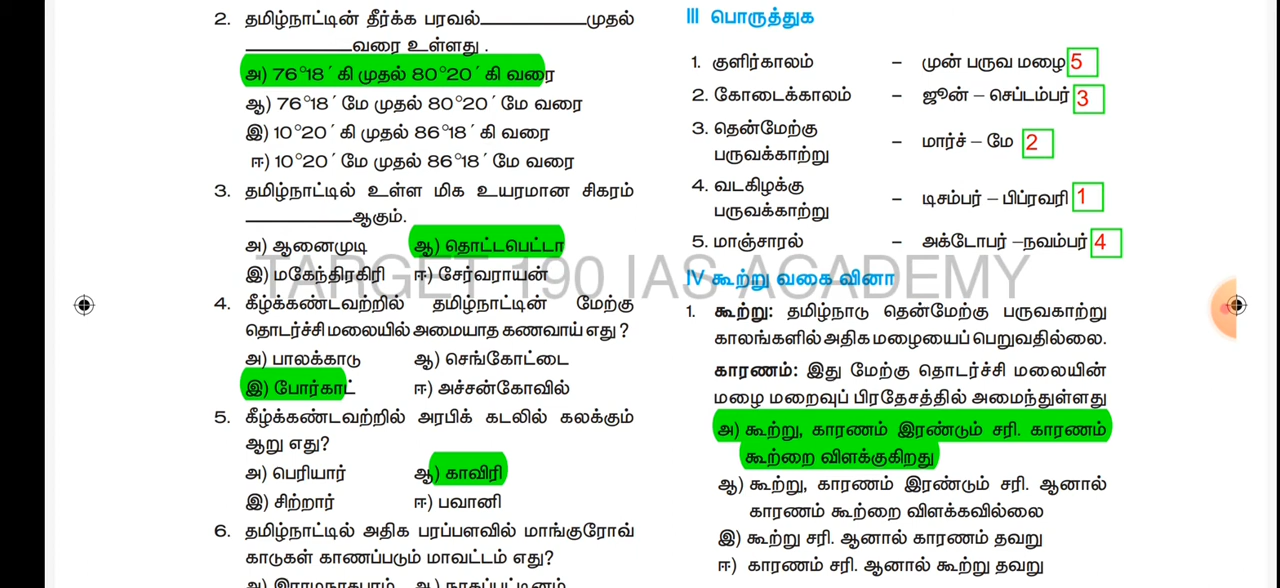 2. தமிழ்நாட்டின் தீர்க்க பரவல்____________முதல்
____________வரை உள்ளது .
அ) 76°18´ கி முதல் 80°20´ கி வரை
ஆ) 76°18´ மே முதல் 80°20´ மே வரை
இ) 10°20´ கி முதல் 86°18´ கி வரை
ஈ) 10°20´ மே முதல் 86°18´ மே வரை
3. தமிழ்நாட்டில் உள்ள மிக உயரமான சிகரம்
____________ஆகும்.
அ) ஆனைமுடி ஆ) தொட்டபெட்டா
இ) மகேந்திரகிரி ஈ) சேர்வராயன்
4. கீழ்க்கண்டவற்றில் தமிழ்நாட்டின் மேற்கு
தொடர்ச்சி மலையில் அமையாத கணவாய் எது ?
அ) பாலக்காடு ஆ) செங்கோட்டை
இ) போர்காட் ஈ) அச்சன்கோவில்
5. கீழ்க்கண்டவற்றில் அரபிக் கடலில் கலக்கும்
ஆறு எது?
அ) பெரியார் ஆ) காவிரி
இ) சிற்றார் ஈ) பவானி
6. தமிழ்நாட்டில் அதிக பரப்பளவில் மாங்குரோவ்
காடுகள் காணப்படும் மாவட்டம் எது?
அ) இராமநாதபுரம் ஆ) நாகப்பட்டினம்
III பொருத்துக
1. குளிர்காலம் – முன் பருவ மழை 5
2. கோடைக்காலம் – ஜூன் – செப்டம்பர் 3
3. தென்மேற்கு
பருவக்காற்று – மார்ச் – மே 2
4. வடகிழக்கு
பருவக்காற்று – டிசம்பர் – பிப்ரவரி 1
5. மாஞ்சாரல் – அக்டோபர் –நவம்பர் 4
TARGET 190 IAS ACADEMY
IV கூற்று வகை வினா
1. கூற்று: தமிழ்நாடு தென்மேற்கு பருவகாற்று
காலங்களில் அதிக மழையைப் பெறுவதில்லை.
காரணம்: இது மேற்கு தொடர்ச்சி மலையின்
மழை மறைவுப் பிரதேசத்தில் அமைந்துள்ளது
அ) கூற்று, காரணம் இரண்டும் சரி. காரணம்
கூற்றை விளக்குகிறது
ஆ) கூற்று, காரணம் இரண்டும் சரி. ஆனால்
காரணம் கூற்றை விளக்கவில்லை
இ) கூற்று சரி. ஆனால் காரணம் தவறு
ஈ) காரணம் சரி. ஆனால் கூற்று தவறு